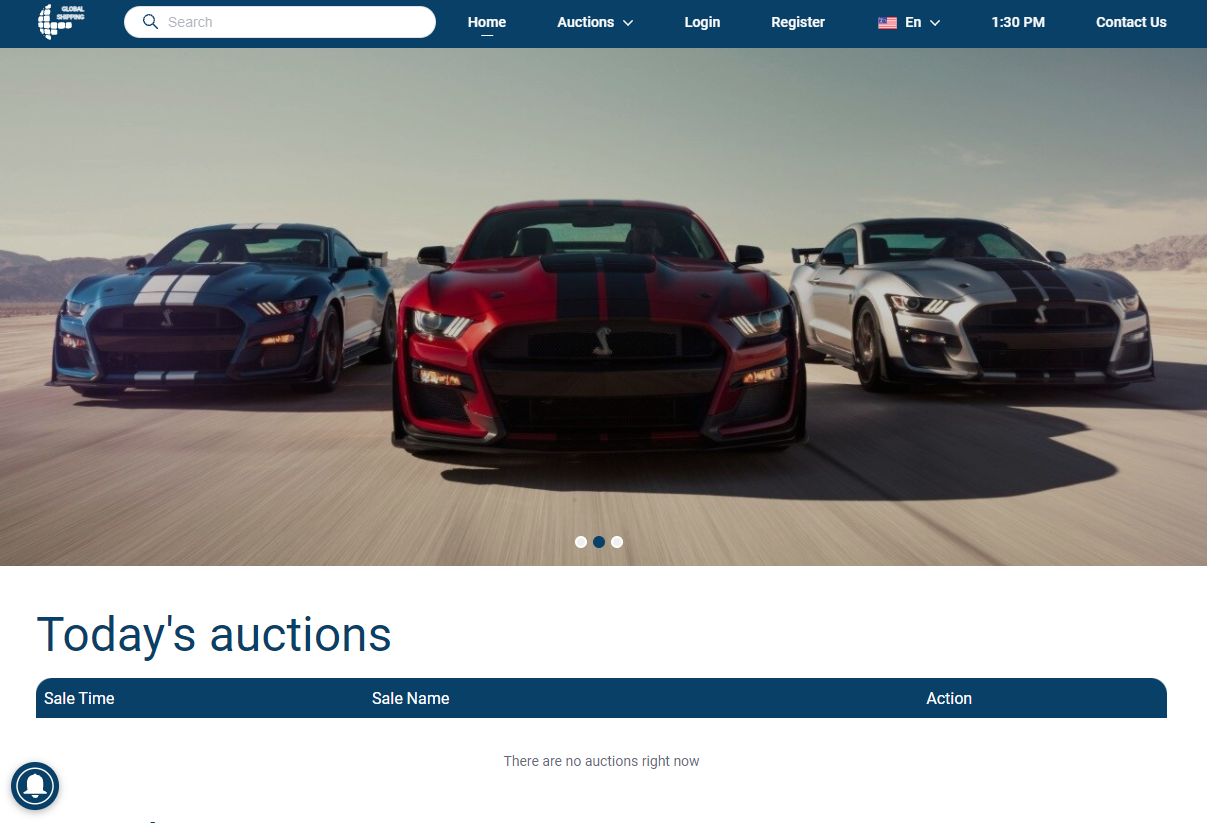 GLOBAL
SHIPPING
Search
Home
Auctions
Login
Register
En
1:30 PM
Contact Us
Today's auctions
Sale Time
Sale Name
Action
There are no auctions right now